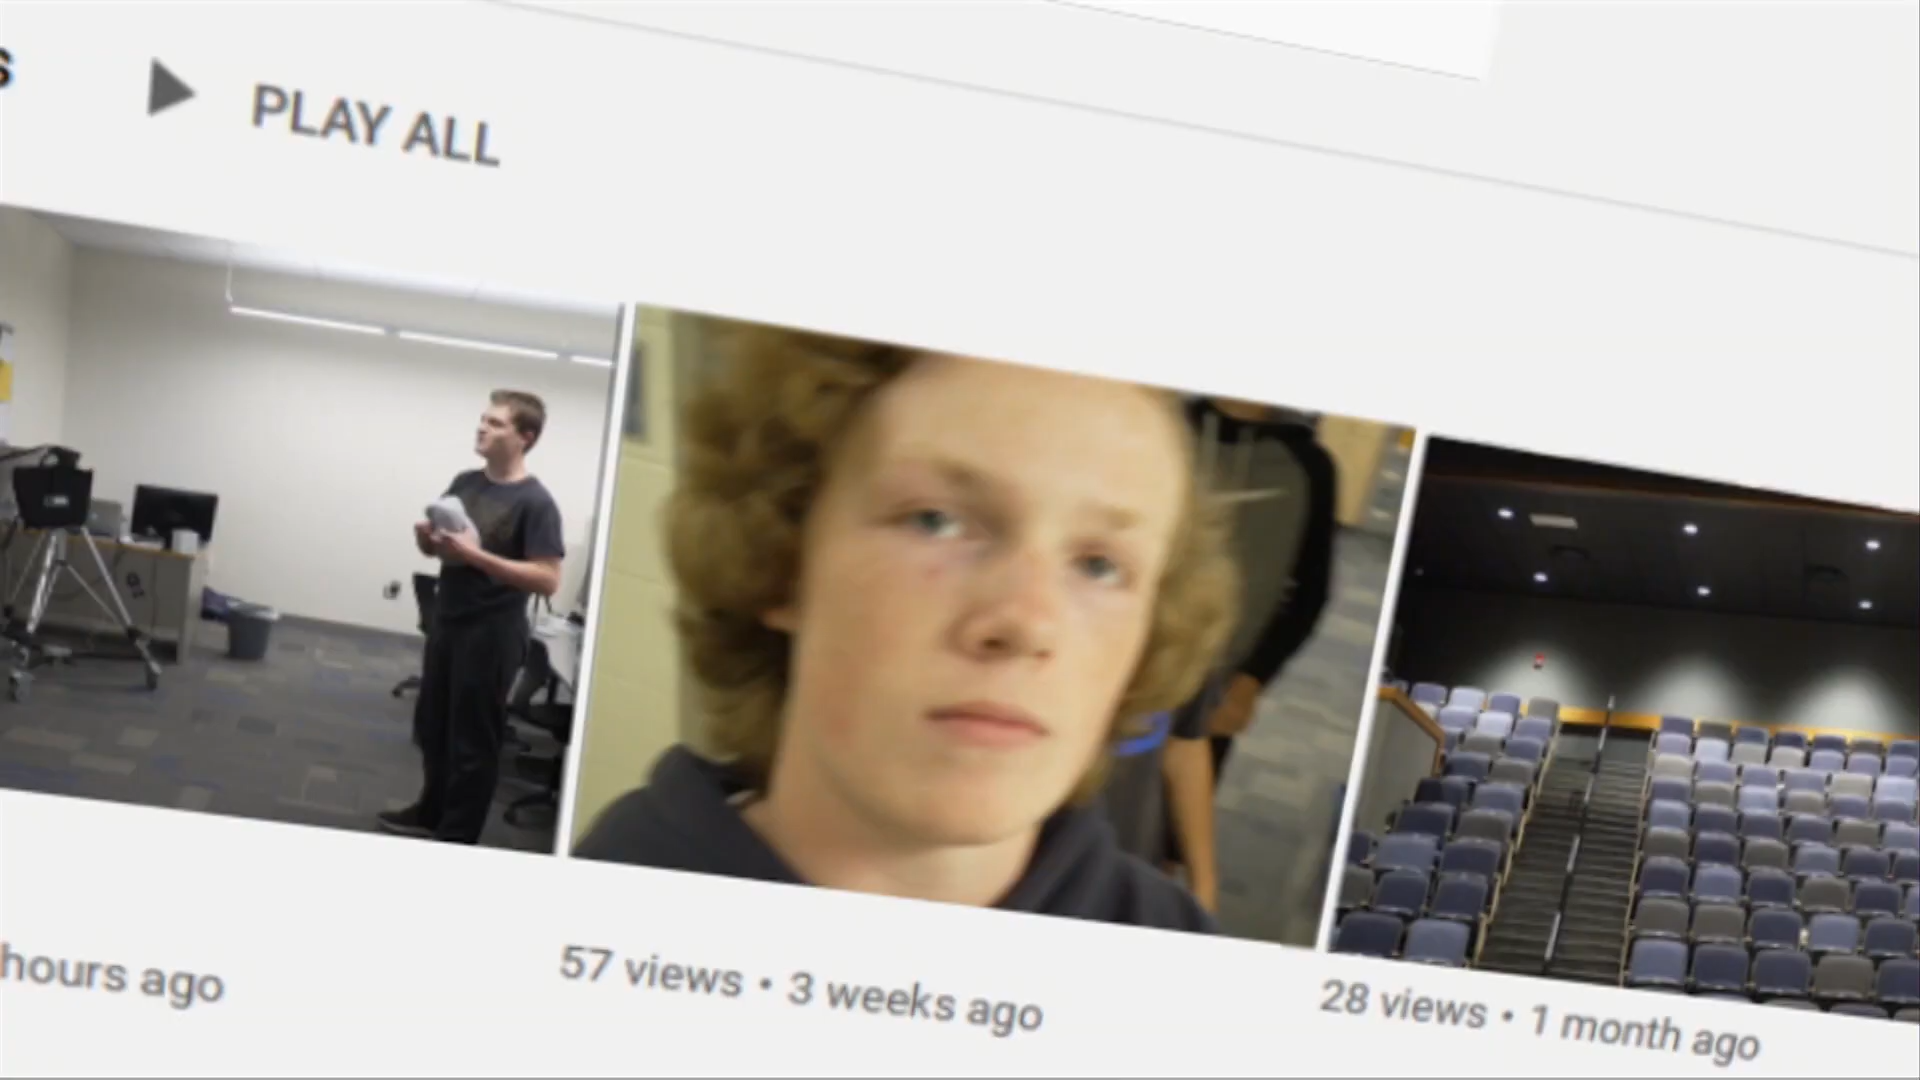 PLAY ALL
hours ago
57 views • 3 weeks ago
28 views • 1 month ago